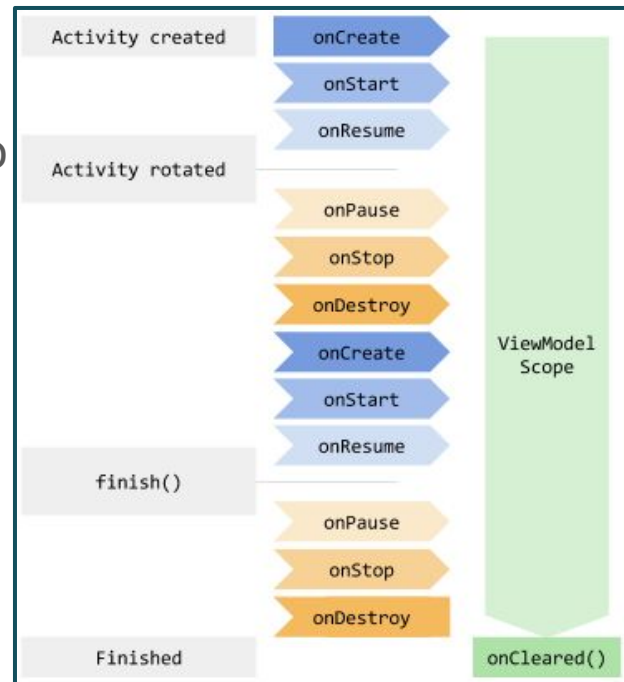 Activity created
onCreate
onStart
onResume
Activity rotated
onPause
onStop
onDestroy
onCreate
onStart
onResume
finish()
onPause
onStop
onDestroy
Finished
ViewModel
Scope
onCleared()